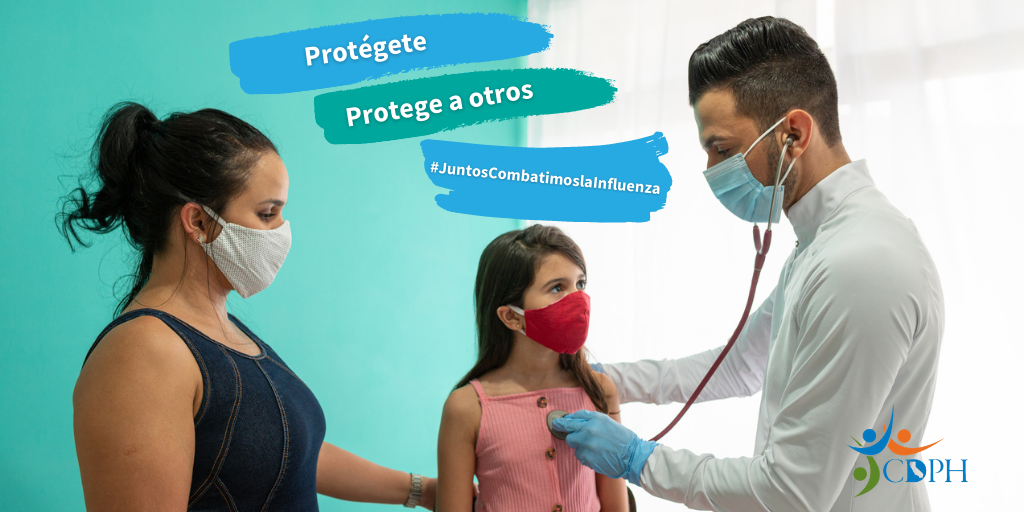 Protégete
Protege a otros
#JuntosCombatimoslaInfluenza
CDPH